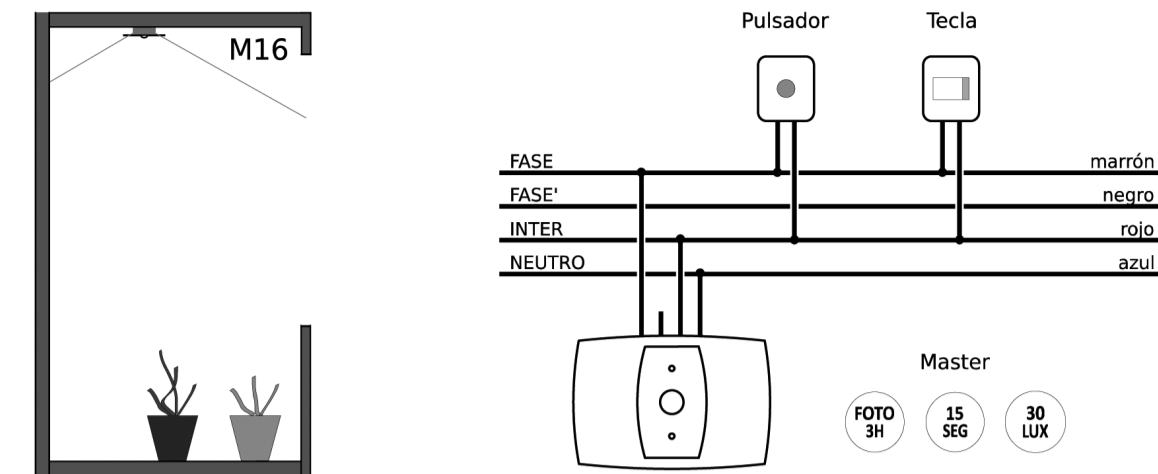 M16
Pulsador
Tecla
FASE
marrón
FASE'
negro
INTER
rojo
NEUTRO
azul
Master
FOTO
3H
15
SEG
30
LUX